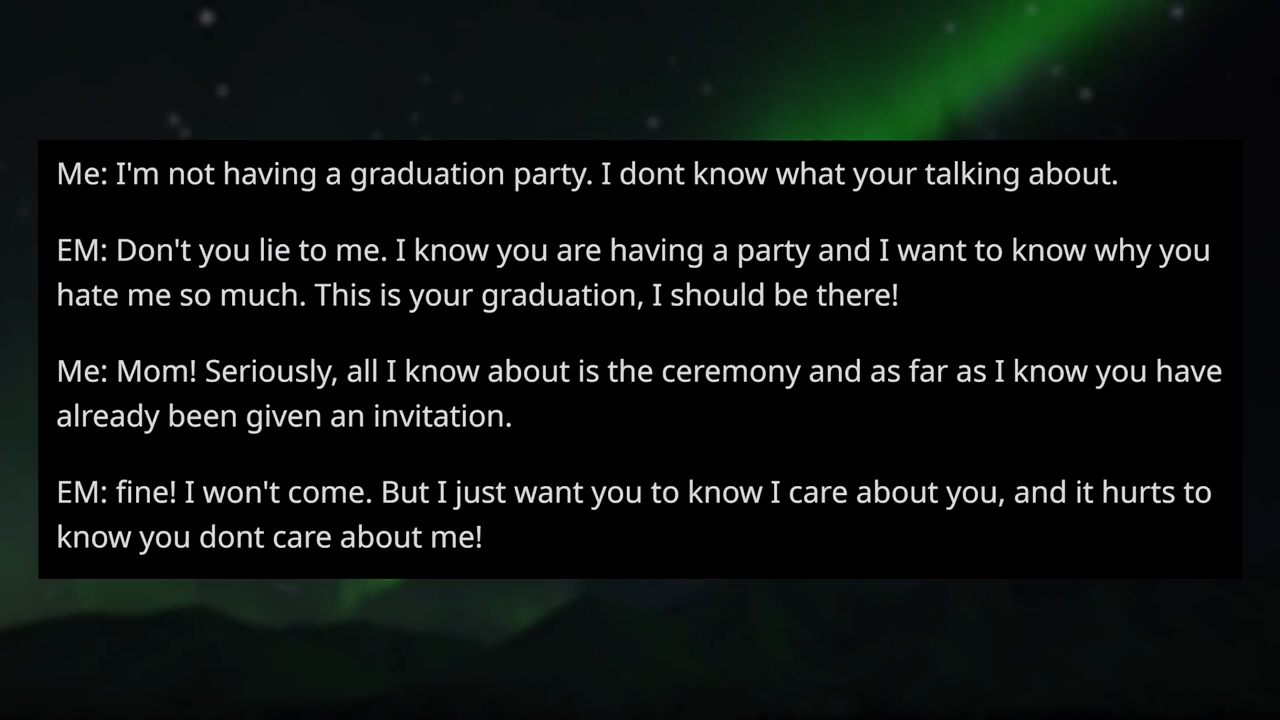 Me: I'm not having a graduation party. I dont know what your talking about.
EM: Don't you lie to me. I know you are having a party and I want to know why you
hate me so much. This is your graduation, I should be there!
Me: Mom! Seriously, all I know about is the ceremony and as far as I know you have
already been given an invitation.
EM: fine! I won't come. But I just want you to know I care about you, and it hurts to
know you dont care about me!